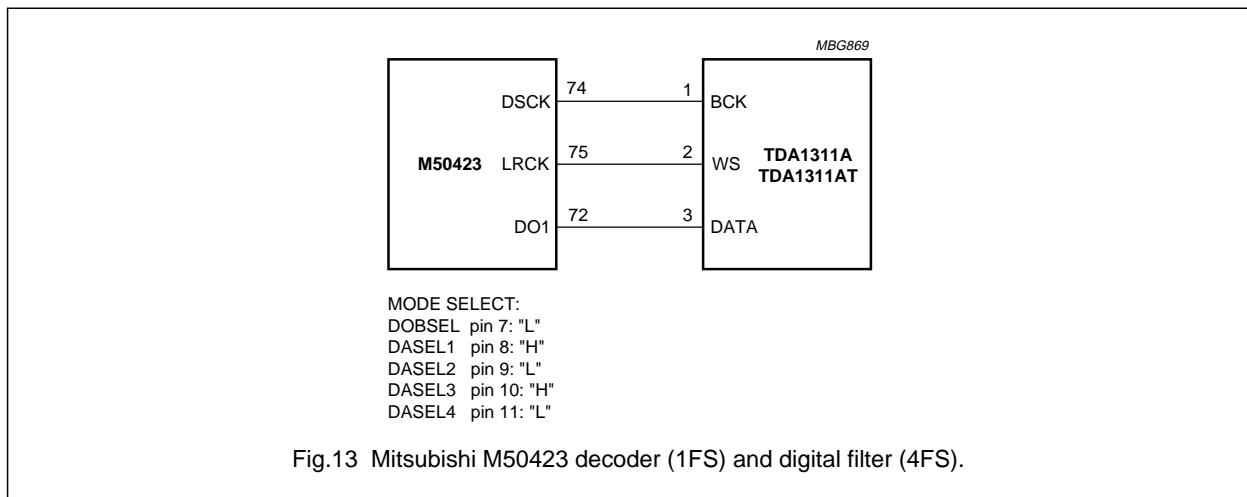 MBG869
DSCK 74 1 BCK
M50423 LRCK 75 2 WS TDA1311A
TDA1311AT
DO1 72 3 DATA
MODE SELECT:
DOBSEL pin 7: "L"
DASEL1 pin 8: "H"
DASEL2 pin 9: "L"
DASEL3 pin 10: "H"
DASEL4 pin 11: "L"
Fig.13 Mitsubishi M50423 decoder (1FS) and digital filter (4FS).